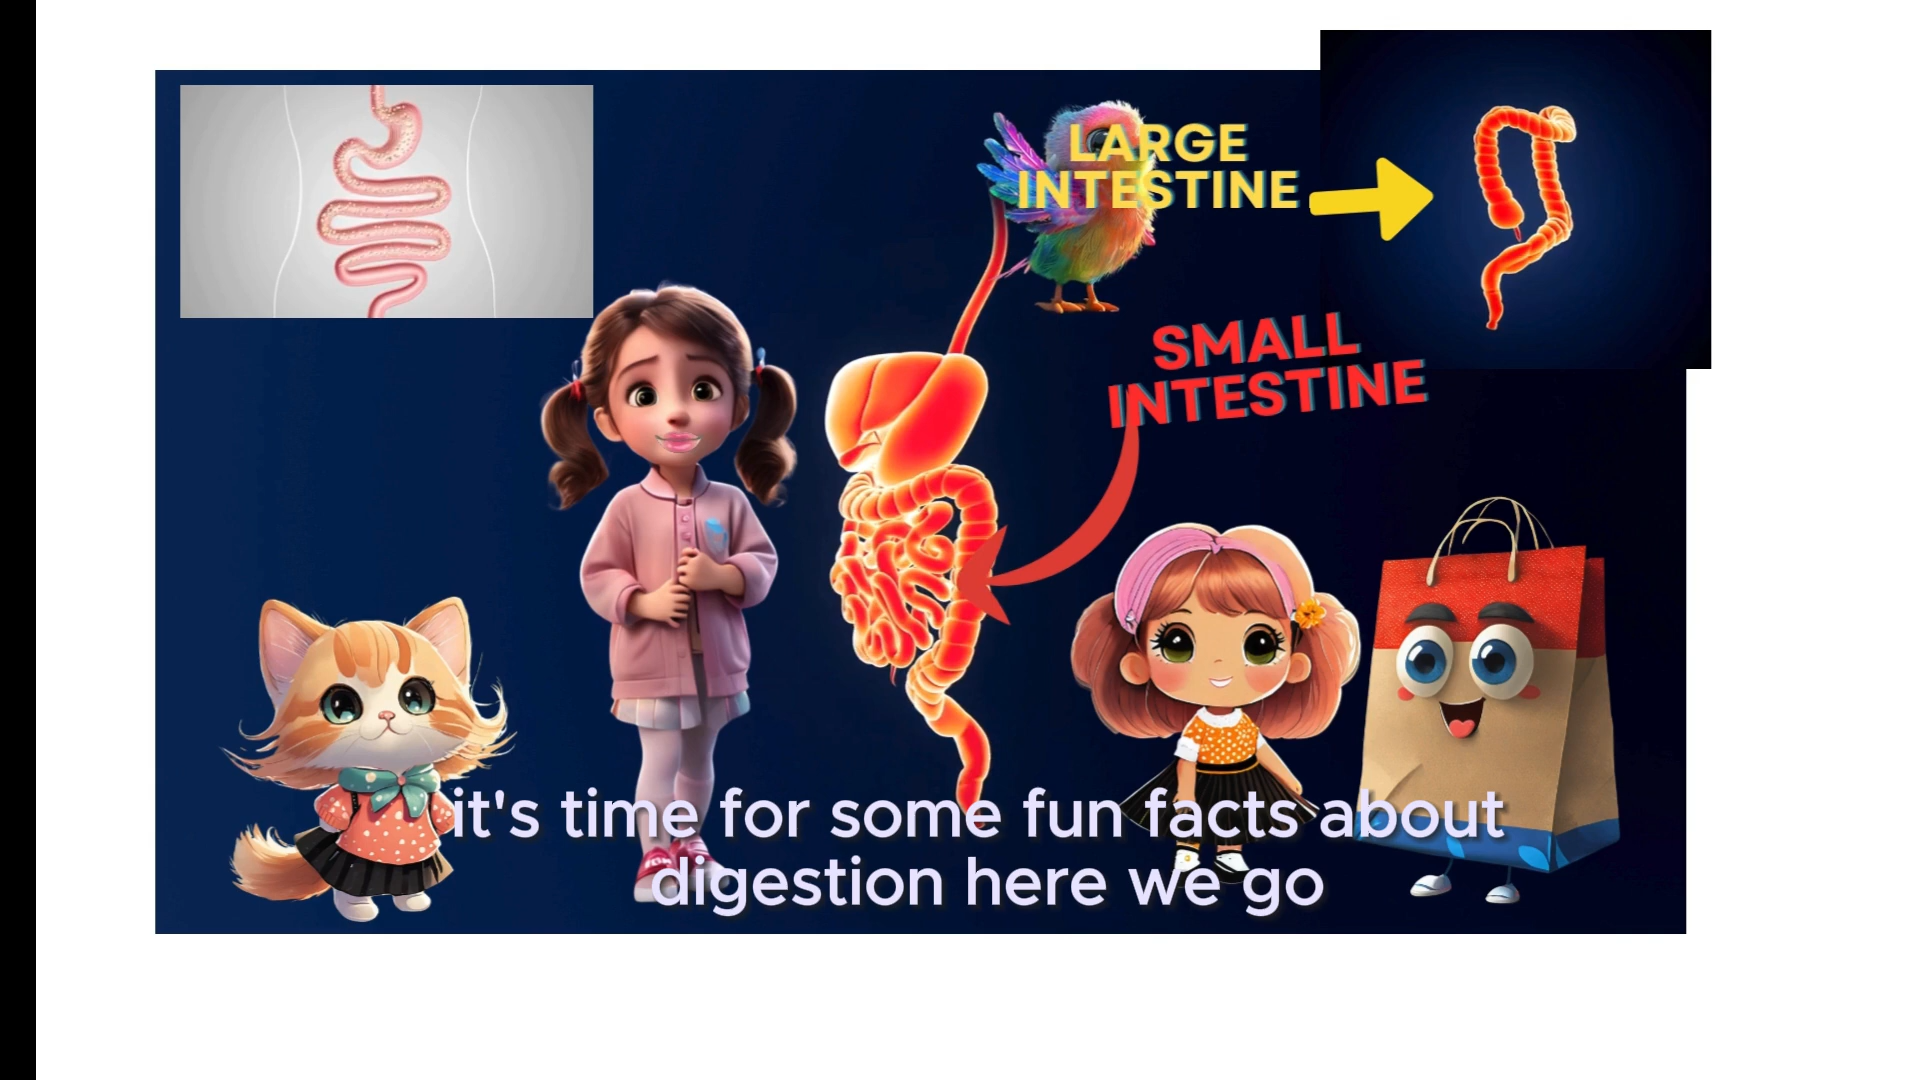 LARGE
INTESTINE
SMALL
INTESTINE
it's time for some fun facts about
digestion here we go